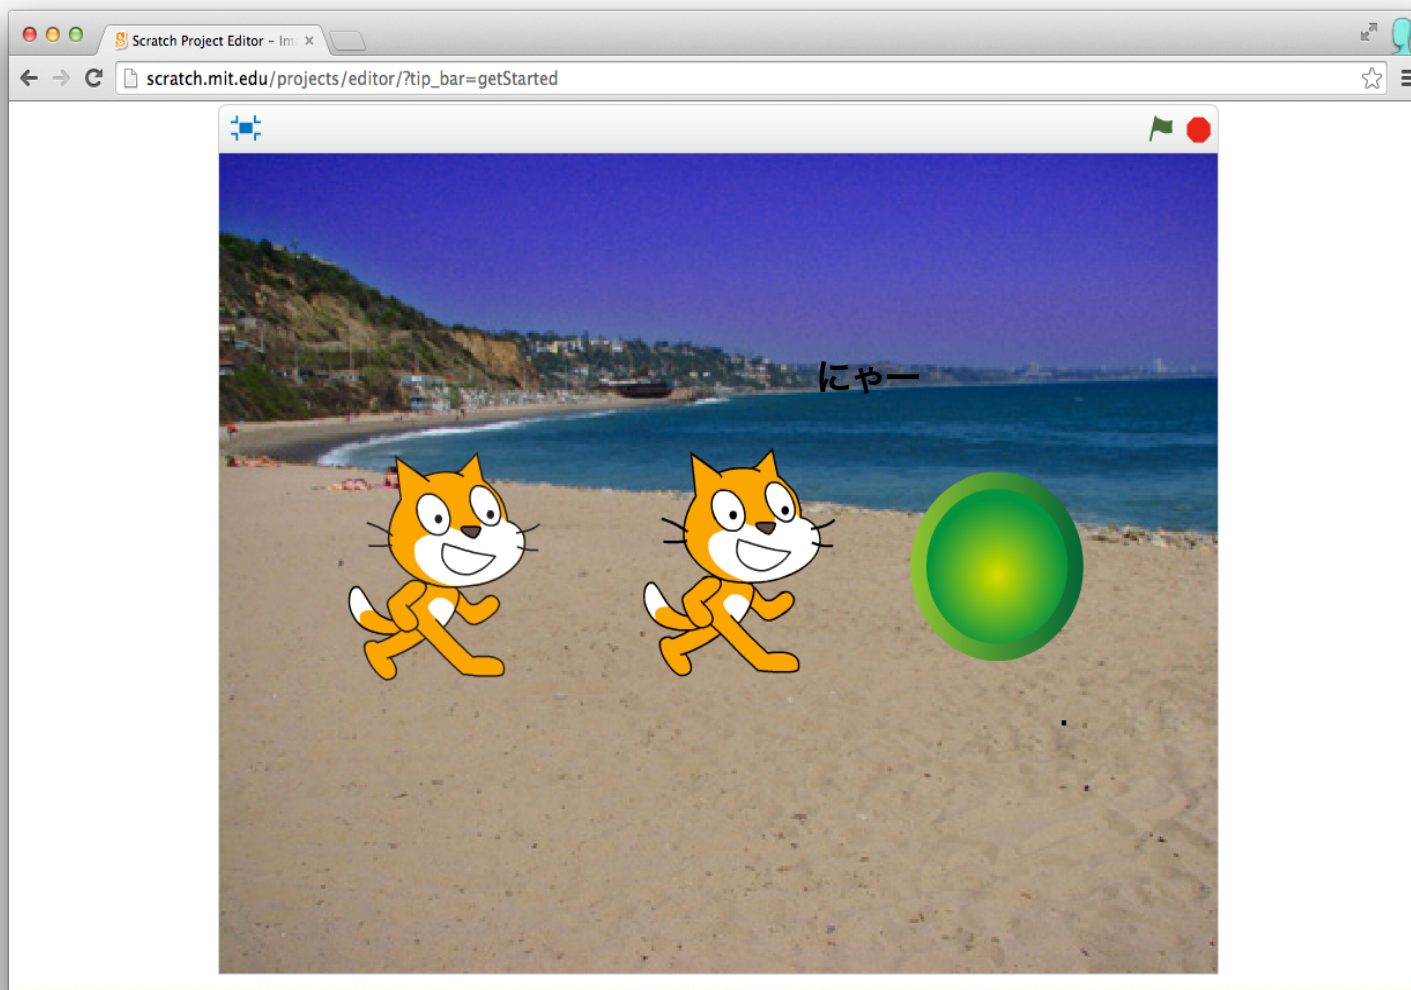 Scratch Project Editor – Im
scratch.mit.edu/projects/editor/?tip_bar=getStarted
にゃー